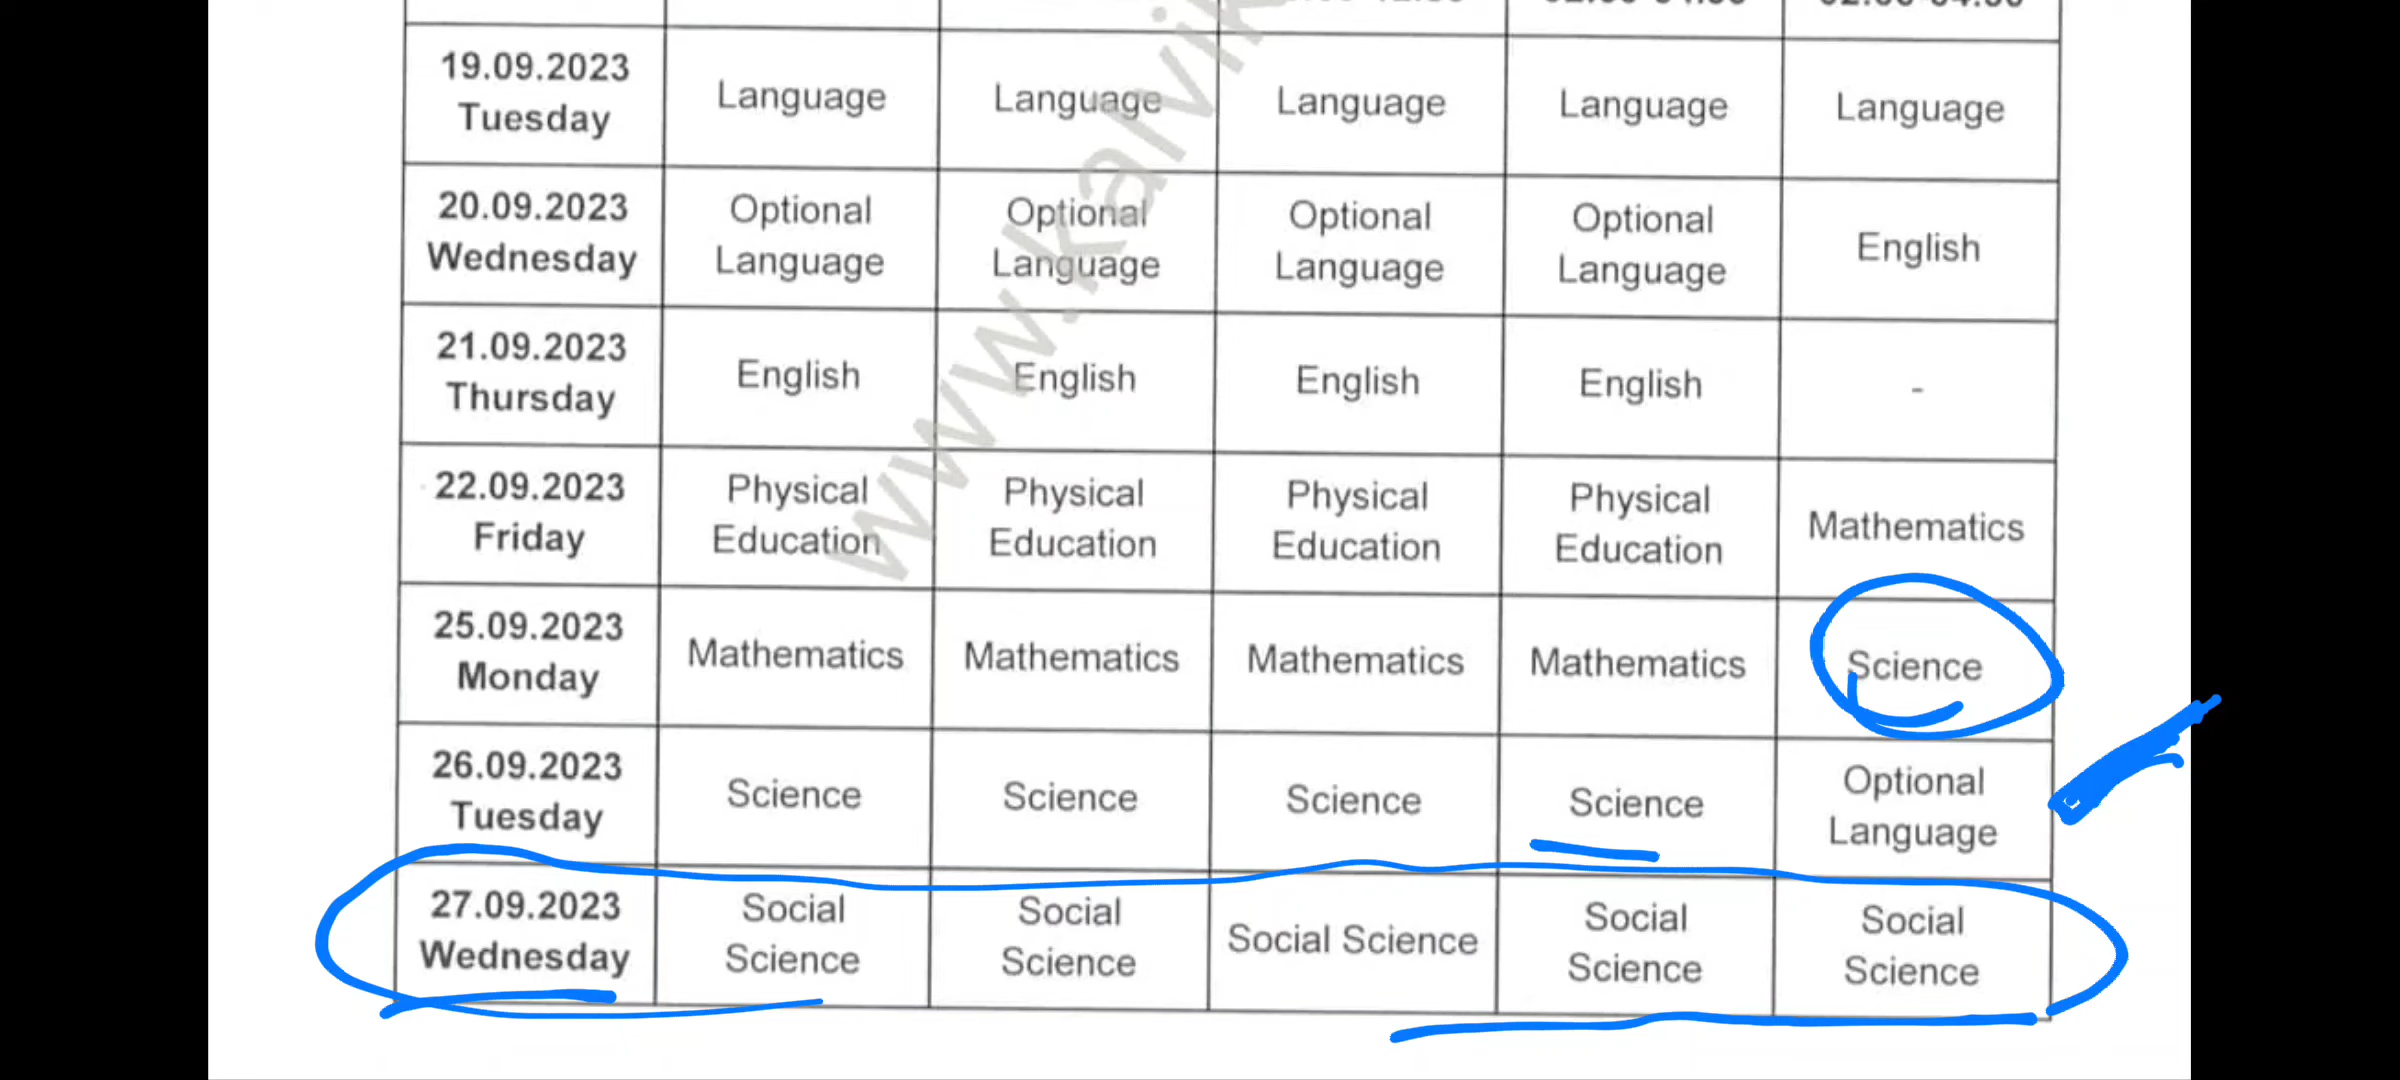 19.09.2023
Tuesday
Language
Language
Language
Language
Language
20.09.2023
Wednesday
Optional
Language
Optional
Language
Optional
Language
Optional
Language
English
21.09.2023
Thursday
English
English
English
English
-
22.09.2023
Friday
Physical
Education
Physical
Education
Physical
Education
Physical
Education
Mathematics
25.09.2023
Monday
Mathematics
Mathematics
Mathematics
Mathematics
Science
26.09.2023
Tuesday
Science
Science
Science
Science
Optional
Language
27.09.2023
Wednesday
Social
Science
Social
Science
Social Science
Social
Science
Social
Science